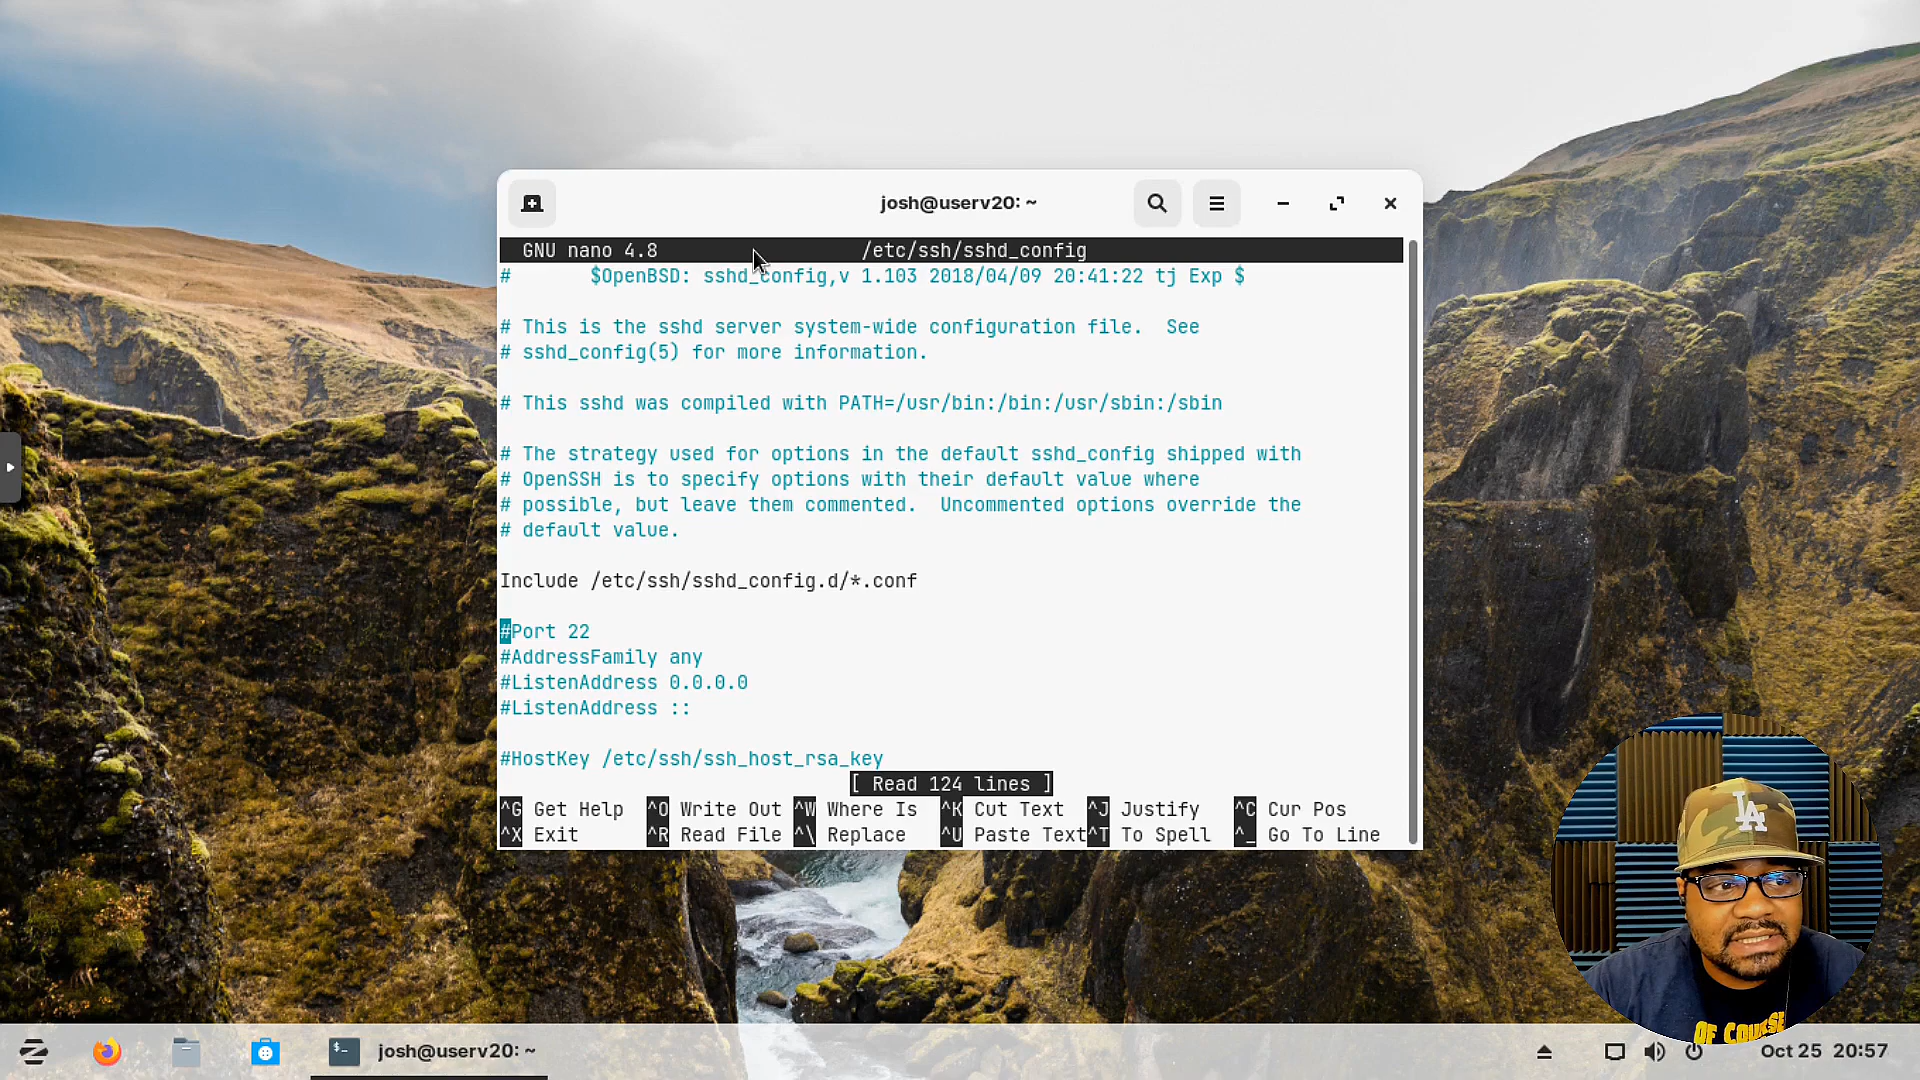 josh@userv20: ~
GNU nano 4.8 /etc/ssh/sshd_config
# $OpenBSD: sshd_config,v 1.103 2018/04/09 20:41:22 tj Exp $
# This is the sshd server system-wide configuration file. See
# sshd_config(5) for more information.
# This sshd was compiled with PATH=/usr/bin:/bin:/usr/sbin:/sbin
# The strategy used for options in the default sshd_config shipped with
# OpenSSH is to specify options with their default value where
# possible, but leave them commented. Uncommented options override the
# default value.
Include /etc/ssh/sshd_config.d/*.conf
#Port 22
#AddressFamily any
#ListenAddress 0.0.0.0
#ListenAddress ::
#HostKey /etc/ssh/ssh_host_rsa_key
[ Read 124 lines ]
^G Get Help ^O Write Out ^W Where Is ^K Cut Text ^J Justify ^C Cur Pos
^X Exit ^R Read File ^\ Replace ^U Paste Text ^T To Spell ^_ Go To Line
LA
OF COURSE
$-
josh@userv20: ~
Oct 25 20:57